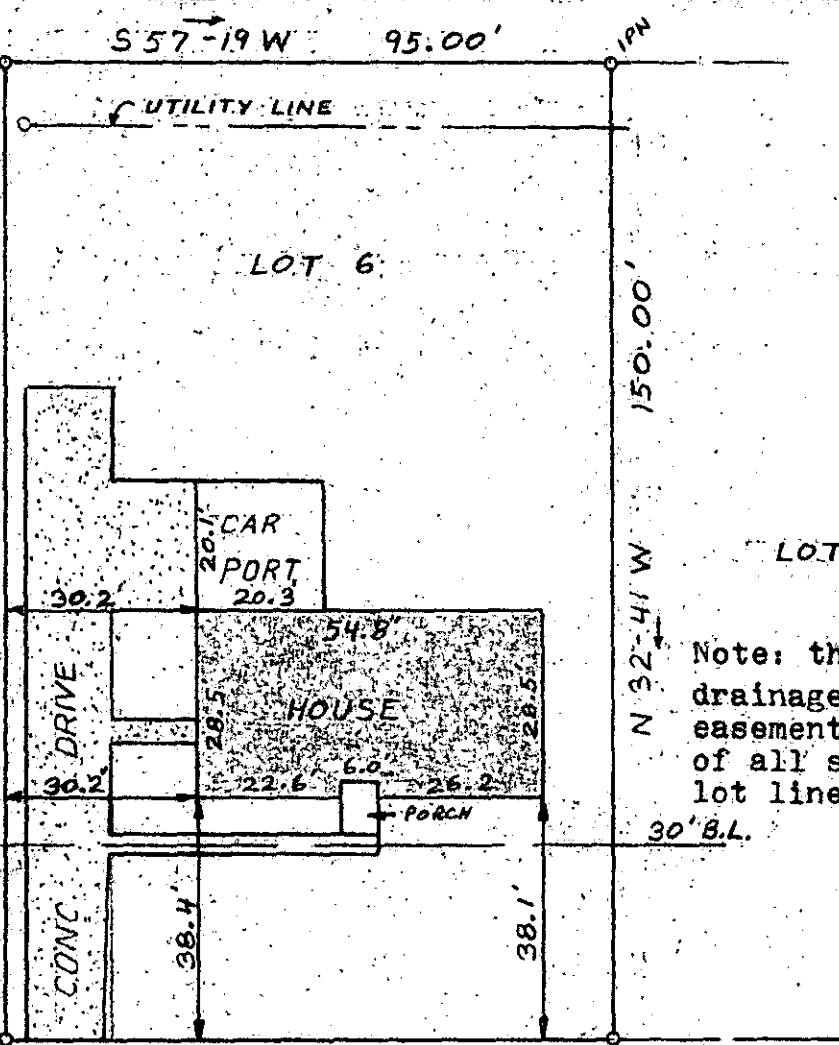 S 57-19 W 95.00'
IPN
UTILITY LINE
LOT 6
150.00'
N 32-41 W
LOT
CAR
PORT
20.1'
20.3
30.2
54.8'
HOUSE
28.5
28.5'
DRIVE
30.2'
22.6'
6.0'
26.2'
PORCH
30' B.L.
Note: th
drainage
easement
of all s
lot line
38.4'
38.1'
CONC